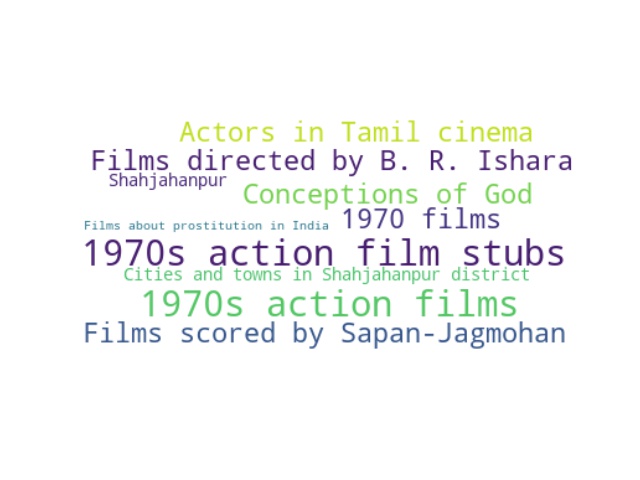 Actors in Tamil cinema
Films directed by B. R. Ishara
Shahjahanpur
Conceptions of God
Films about prostitution in India
1970 films
1970s action film stubs
Cities and towns in Shahjahanpur district
1970s action films
Films scored by Sapan-Jagmohan